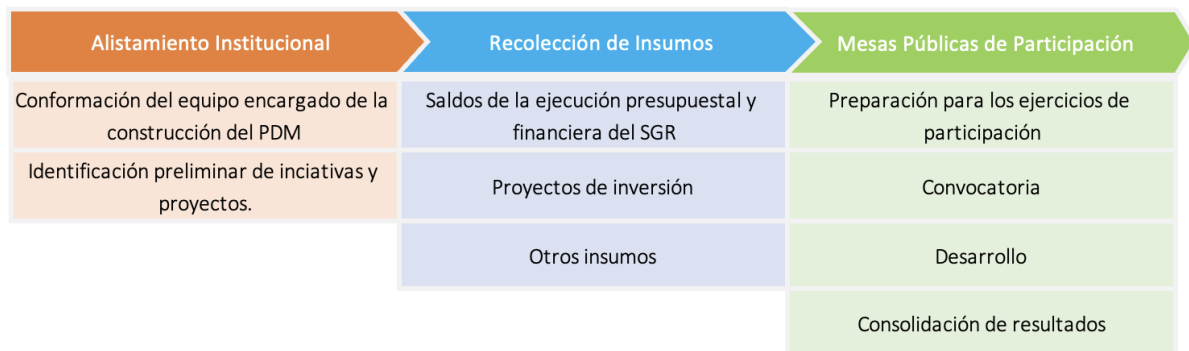 Alistamiento Institucional
Recolección de Insumos
Mesas Públicas de Participación
Conformación del equipo encargado de la
construcción del PDM
Identificación preliminar de inciativas y
proyectos.
Saldos de la ejecución presupuestal y
financiera del SGR
Proyectos de inversión
Otros insumos
Preparación para los ejercicios de
participación
Convocatoria
Desarrollo
Consolidación de resultados